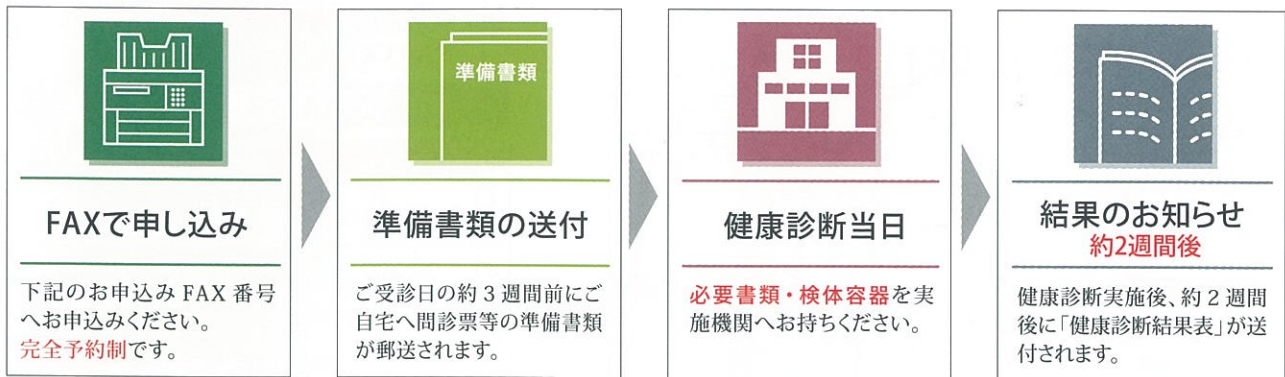 FAXで申し込み
下記のお申込み FAX 番号
へお申込みください。
完全予約制です。
準備書類
準備書類の送付
ご受診日の約 3 週間前にご
自宅へ問診票等の準備書類
が郵送されます。
健康診断当日
必要書類・検体容器を実
施機関へお持ちください。
結果のお知らせ
約2週間後
健康診断実施後、約 2 週間
後に「健康診断結果表」が送
付されます。